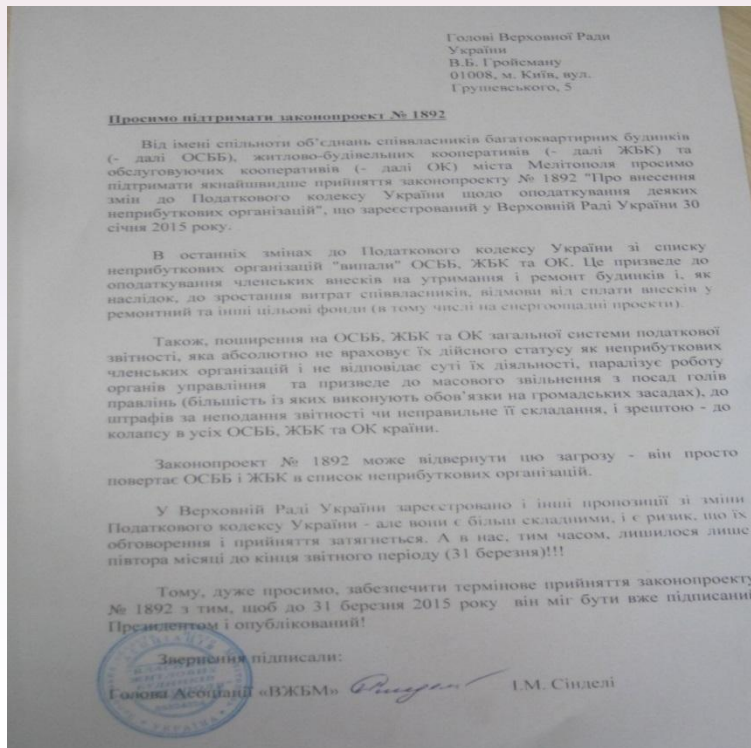 Голові Верховної Ради
України
В.Б. Гройсману
01008, м. Київ, вул.
Грушевського, 5
Просимо підтримати законопроект № 1892
Від імені спільноти об'єднань співвласників багатоквартирних будинків
(- далі ОСББ), житлово-будівельних кооперативів (- далі ЖБК) та
обслуговуючих кооперативів (- далі ОК) міста Мелітополя просимо
підтримати якнайшвидше прийняття законопроекту № 1892 "Про внесення
змін до Податкового кодексу України щодо оподаткування деяких
неприбуткових організацій", що зареєстрований у Верховній Раді України 30
січня 2015 року.
В останніх змінах до Податкового кодексу України зі списку
неприбуткових організацій "випали" ОСББ, ЖБК та ОК. Це призведе до
оподаткування членських внесків на утримання і ремонт будинків і, як
наслідок, до зростання витрат співвласників, відмови від сплати внесків у
ремонтний та інші цільові фонди (в тому числі на енергоощадні проекти).
Також, поширення на ОСББ, ЖБК та ОК загальної системи податкової
звітності, яка абсолютно не враховує їх дійсного статусу як неприбуткових
членських організацій і не відповідає суті їх діяльності, паралізує роботу
органів управління та призведе до масового звільнення з посад голів
правлінь (більшість із яких виконують обов'язки на громадських засадах), до
штрафів за неподання звітності чи неправильне її складання, і зрештою - до
колапсу в усіх ОСББ, ЖБК та ОК країни.
Законопроект № 1892 може відвернути цю загрозу - він просто
повертає ОСББ і ЖБК в список неприбуткових організацій.
У Верховній Раді України зареєстровано і інші пропозиції зі зміни
Податкового кодексу України - але вони є більш складними, і є ризик, що їх
обговорення і прийняття затягнеться. А в нас, тим часом, лишилося лише
півтора місяці до кінця звітного періоду (31 березня)!!!
Тому, дуже просимо, забезпечити термінове прийняття законопроекту
№ 1892 з тим, щоб до 31 березня 2015 року він міг бути вже підписаний
Президентом і опублікований!
Звернення підписали:
Голова Асоціації «ВЖБМ» І.М. Сінделі